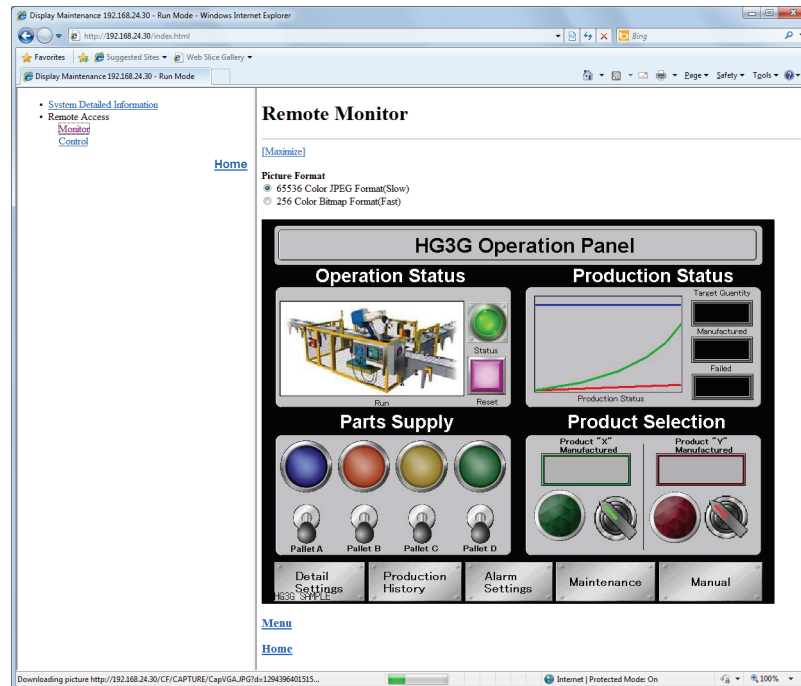 Display Maintenance 192.168.24.30 - Run Mode - Windows Internet Explorer
http://192.168.24.30/index.html
Bing
Favorites
Suggested Sites
Web Slice Gallery
Display Maintenance 192.168.24.30 - Run Mode
Page
Safety
Tools
System Detailed Information
Remote Access
Monitor
Control
Home
Remote Monitor
[Maximize]
Picture Format
65536 Color JPEG Format(Slow)
256 Color Bitmap Format(Fast)
HG3G Operation Panel
Operation Status
Production Status
Status
Run
Reset
Target Quantity
Manufactured
Failed
Production Status
Parts Supply
Product Selection
Pallet A
Pallet B
Pallet C
Pallet D
Product "X"
Manufactured
Product "Y"
Manufactured
Detail
Settings
HG3G SAMPLE
Production
History
Alarm
Settings
Maintenance
Manual
Menu
Home
Downloading picture http://192.168.24.30/CF/CAPTURE/CapVGA.JPG?d=1294396401515...
Internet | Protected Mode: On
100%